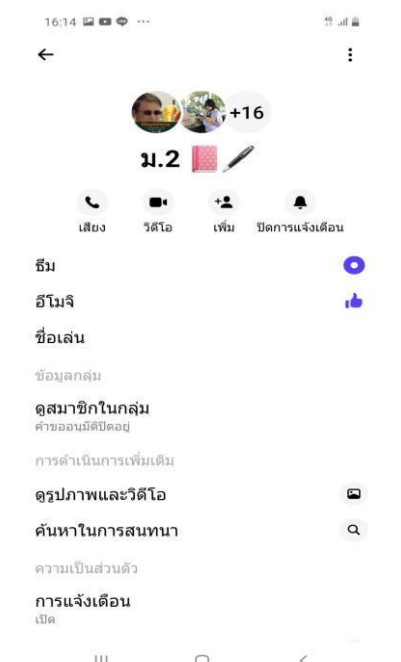 16:14
+16
ม.2
เสียง วิดีโอ เพิ่ม ปิดการแจ้งเตือน
ธีม
อีโมจิ
ชื่อเล่น
ข้อมูลกลุ่ม
ดูสมาชิกในกลุ่ม
คำขออนุมัติปิดอยู่
การดำเนินการเพิ่มเติม
ดูรูปภาพและวิดีโอ
ค้นหาในการสนทนา
ความเป็นส่วนตัว
การแจ้งเตือน
เปิด